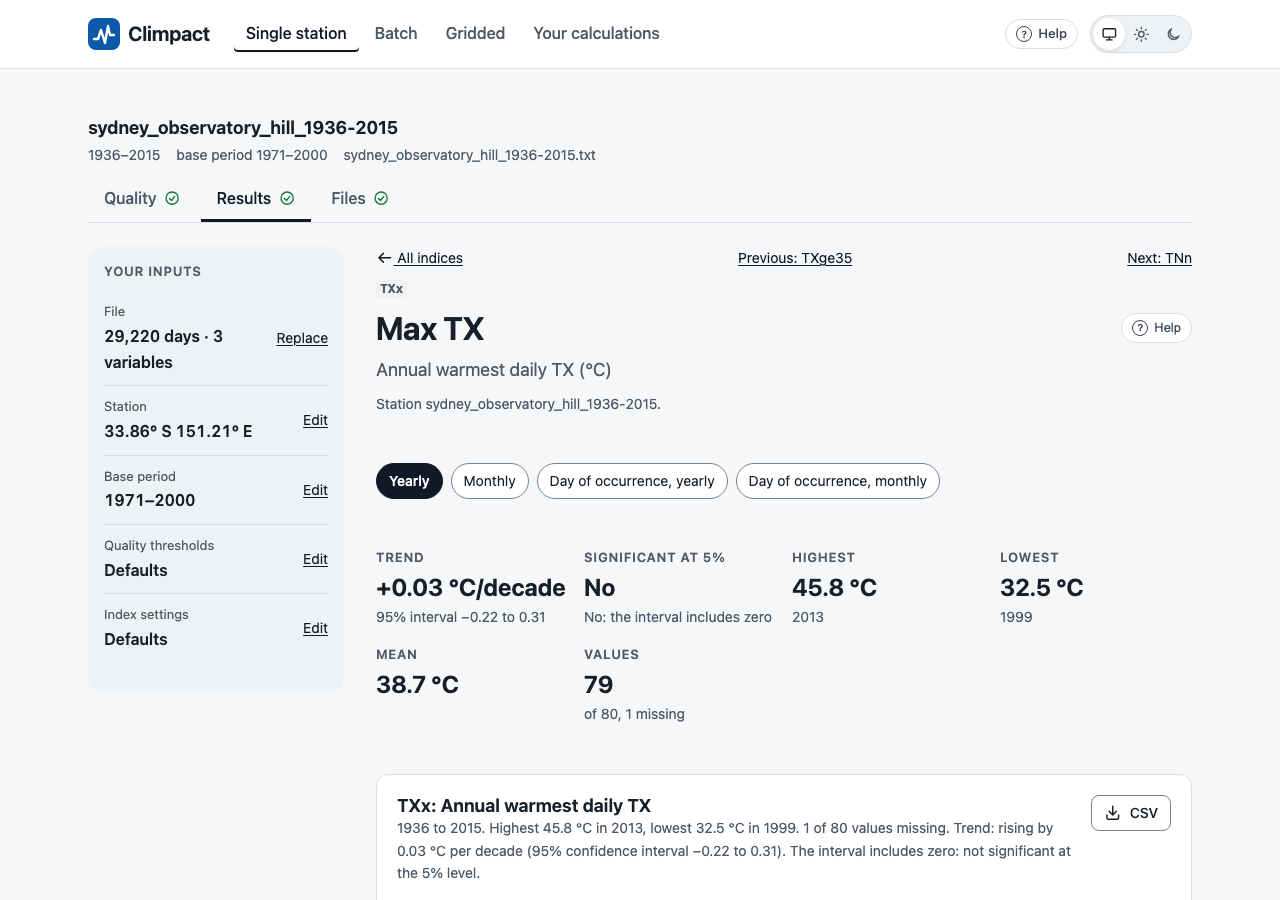 Climpact
Single station
Batch
Gridded
Your calculations
Help
sydney_observatory_hill_1936-2015
1936–2015 base period 1971–2000 sydney_observatory_hill_1936-2015.txt
Quality
Results
Files
YOUR INPUTS
File
29,220 days · 3 variables
Replace
Station
33.86° S 151.21° E
Edit
Base period
1971–2000
Edit
Quality thresholds
Defaults
Edit
Index settings
Defaults
Edit
← All indices
Previous: TXge35
Next: TNn
TXx
Max TX
Help
Annual warmest daily TX (°C)
Station sydney_observatory_hill_1936-2015.
Yearly
Monthly
Day of occurrence, yearly
Day of occurrence, monthly
TREND
+0.03 °C/decade
95% interval −0.22 to 0.31
SIGNIFICANT AT 5%
No
No: the interval includes zero
HIGHEST
45.8 °C
2013
LOWEST
32.5 °C
1999
MEAN
38.7 °C
VALUES
79
of 80, 1 missing
TXx: Annual warmest daily TX
CSV
1936 to 2015. Highest 45.8 °C in 2013, lowest 32.5 °C in 1999. 1 of 80 values missing. Trend: rising by
0.03 °C per decade (95% confidence interval −0.22 to 0.31). The interval includes zero: not significant at
the 5% level.